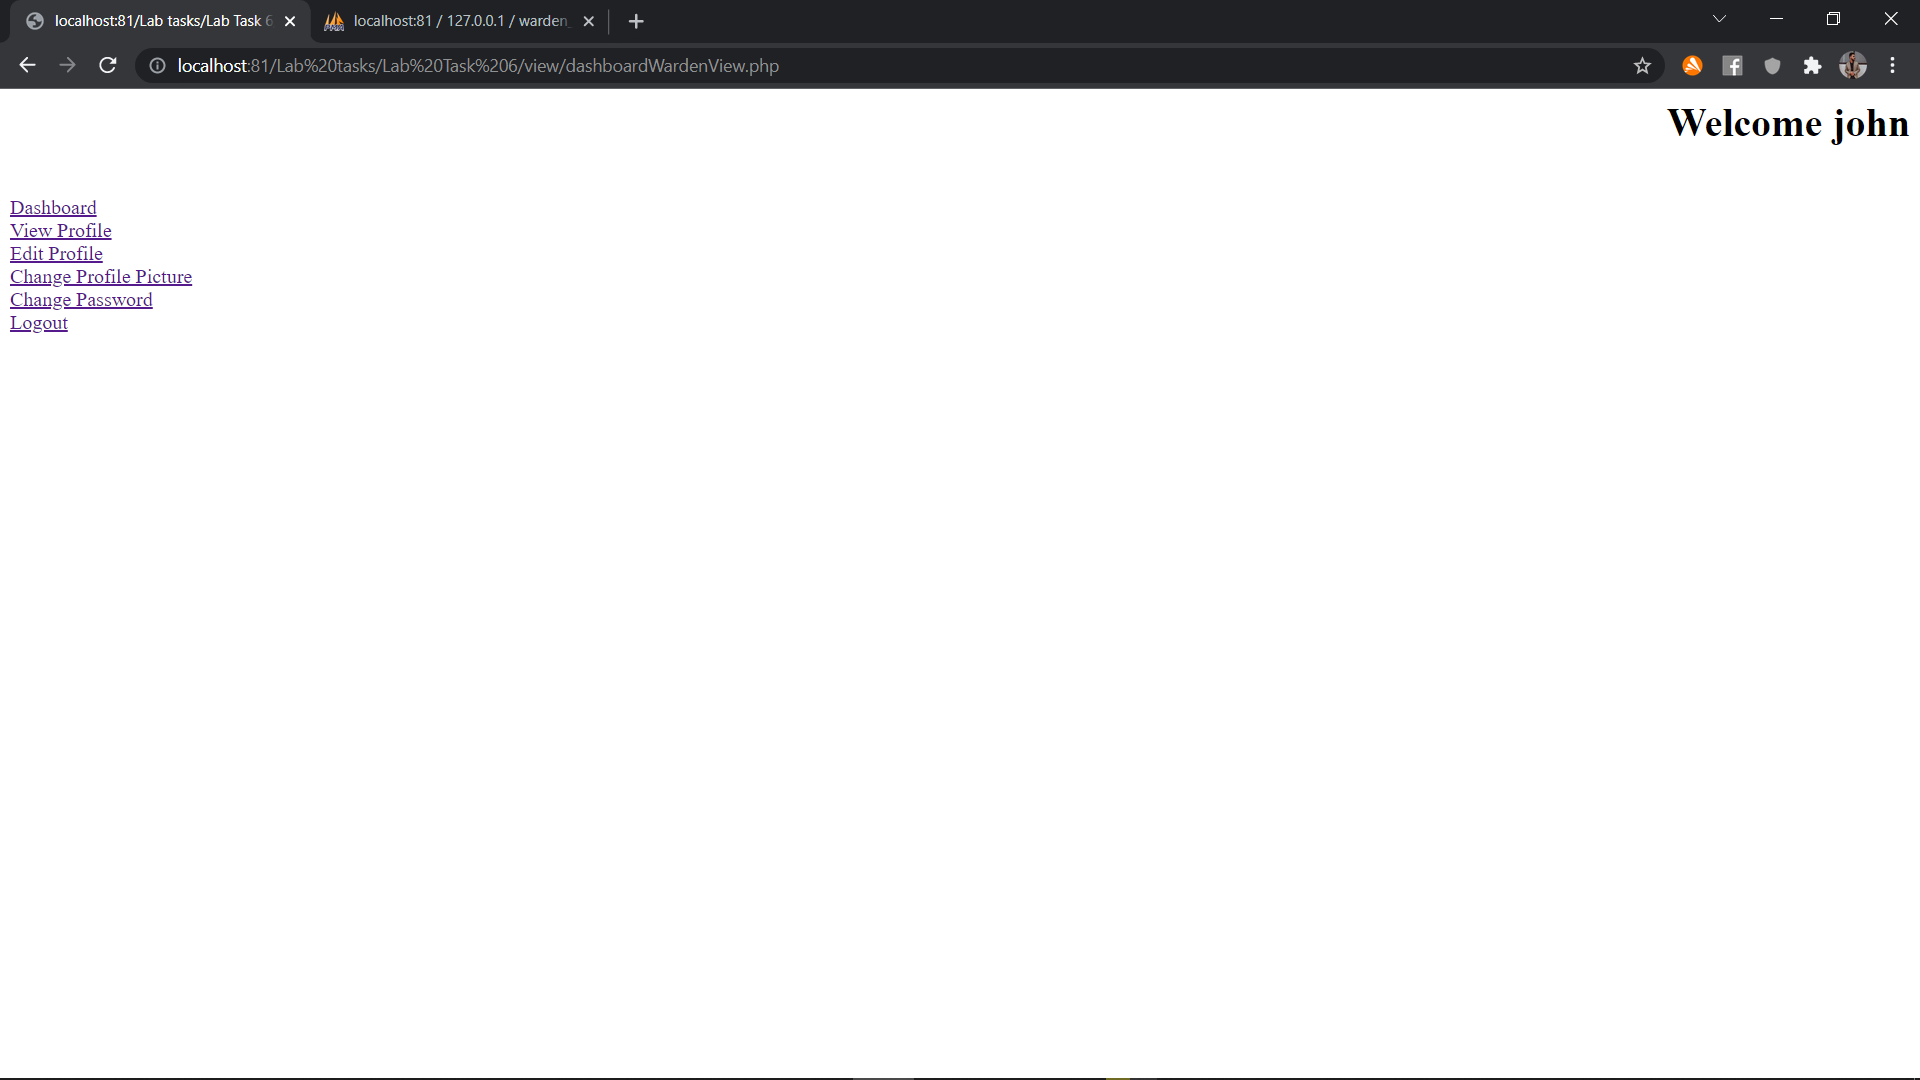 localhost:81/Lab tasks/Lab Task 6
localhost:81 / 127.0.0.1 / warden_
localhost:81/Lab%20tasks/Lab%20Task%206/view/dashboardWardenView.php
Welcome john
Dashboard
View Profile
Edit Profile
Change Profile Picture
Change Password
Logout